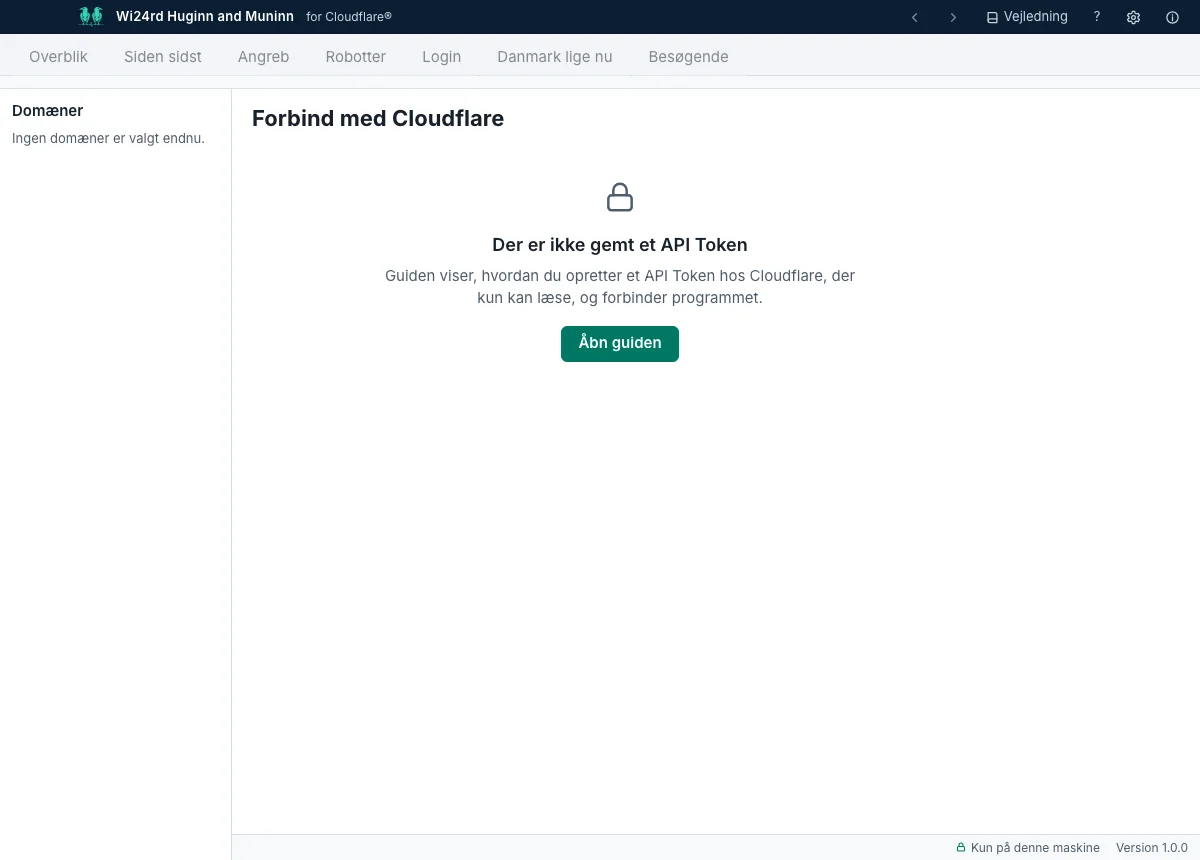 Wi24rd Huginn and Muninn for Cloudflare®
Vejledning ?
Overblik Siden sidst Angreb Robotter Login Danmark lige nu Besøgende
Domæner
Ingen domæner er valgt endnu.
Forbind med Cloudflare
Der er ikke gemt et API Token
Guiden viser, hvordan du opretter et API Token hos Cloudflare, der
kun kan læse, og forbinder programmet.
Åbn guiden
Kun på denne maskine Version 1.0.0